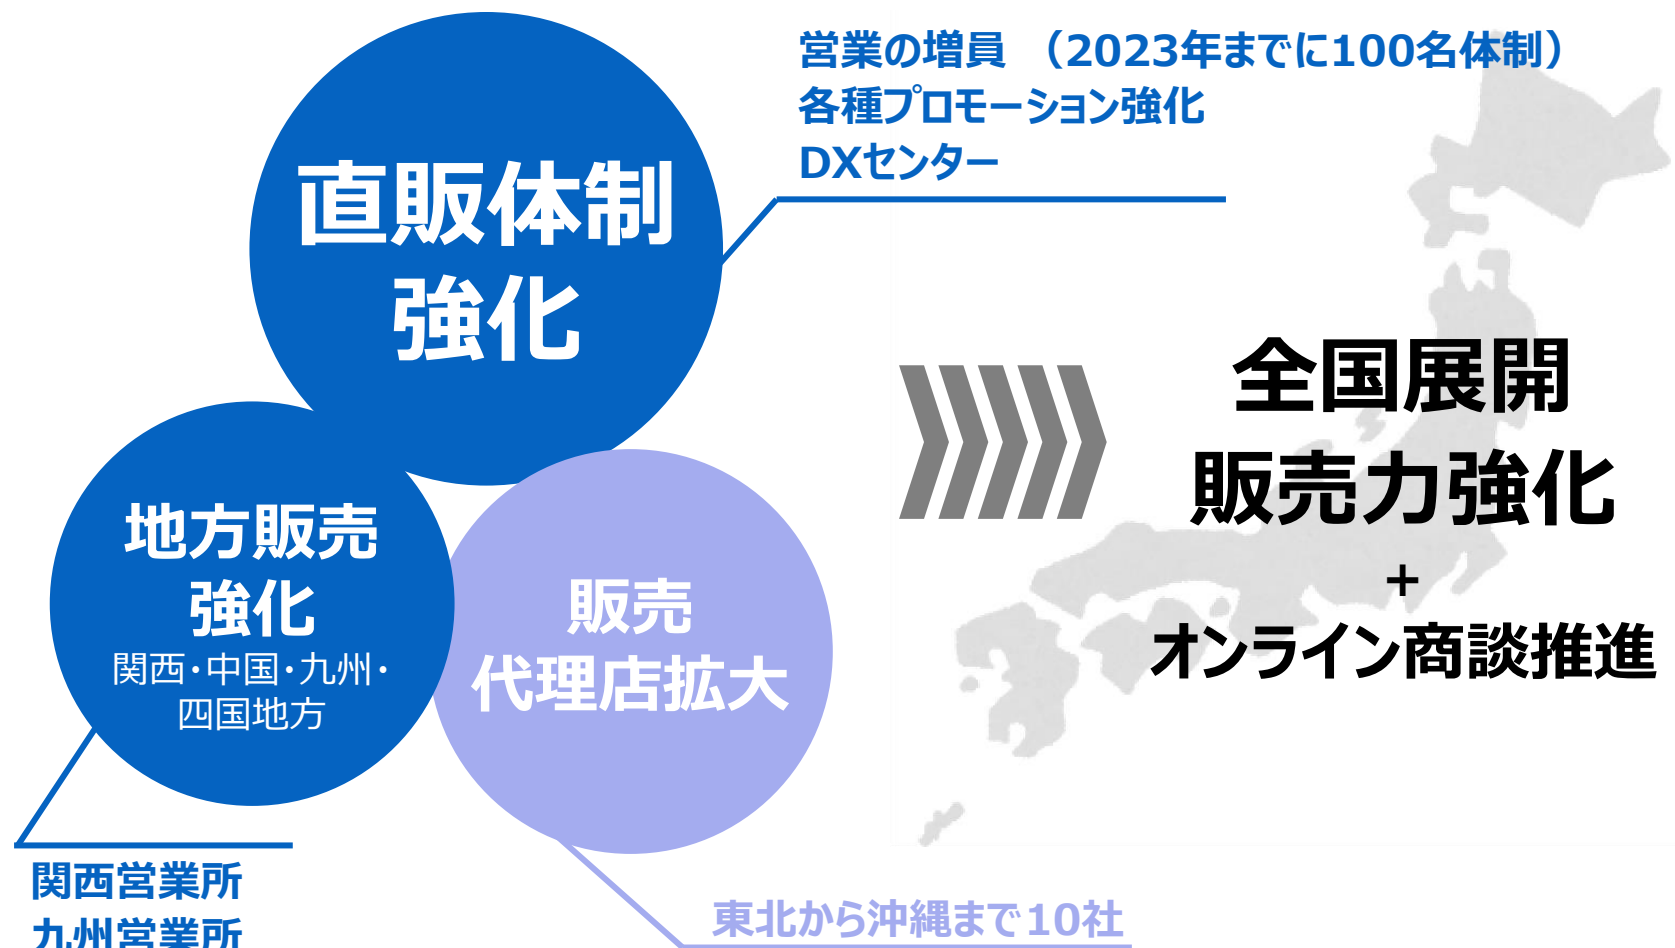 営業の増員 （2023年までに100名体制）
各種プロモーション強化
DXセンター
直販体制
強化
地方販売
強化
関西・中国・九州・
四国地方
販売
代理店拡大
全国展開
販売力強化
+
オンライン商談推進
関西営業所
九州営業所
東北から沖縄まで10社